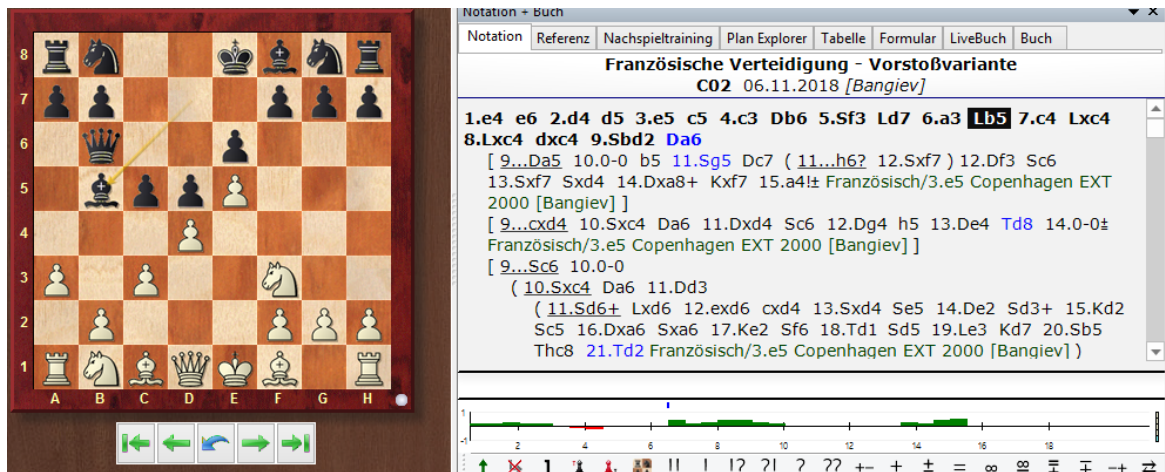 Notation + Buch
Notation Referenz Nachspieltraining Plan Explorer Tabelle Formular LiveBuch Buch
Französische Verteidigung - Vorstoßvariante
C02 06.11.2018 [Bangiev]
1.e4 e6 2.d4 d5 3.e5 c5 4.c3 Db6 5.Sf3 Ld7 6.a3 Lb5 7.c4 Lxc4
8.Lxc4 dxc4 9.Sbd2 Da6
[ 9...Da5 10.0-0 b5 11.Sg5 Dc7 ( 11...h6? 12.Sxf7 ) 12.Df3 Sc6
13.Sxf7 Sxd4 14.Dxa8+ Kxf7 15.a4!± Französisch/3.e5 Copenhagen EXT
2000 [Bangiev] ]
[ 9...cxd4 10.Sxc4 Da6 11.Dxd4 Sc6 12.Dg4 h5 13.De4 Td8 14.0-0±
Französisch/3.e5 Copenhagen EXT 2000 [Bangiev] ]
[ 9...Sc6 10.0-0
( 10.Sxc4 Da6 11.Dd3
( 11.Sd6+ Lxd6 12.exd6 cxd4 13.Sxd4 Se5 14.De2 Sd3+ 15.Kd2
Sc5 16.Dxa6 Sxa6 17.Ke2 Sf6 18.Td1 Sd5 19.Le3 Kd7 20.Sb5
Thc8 21.Td2 Französisch/3.e5 Copenhagen EXT 2000 [Bangiev] )
8
7
6
5
4
3
2
1
A B C D E F G H
1
-1
2 4 6 8 10 12 14 16 18
!! ! !? ?! ? ?? +- + ± = ∞ -+